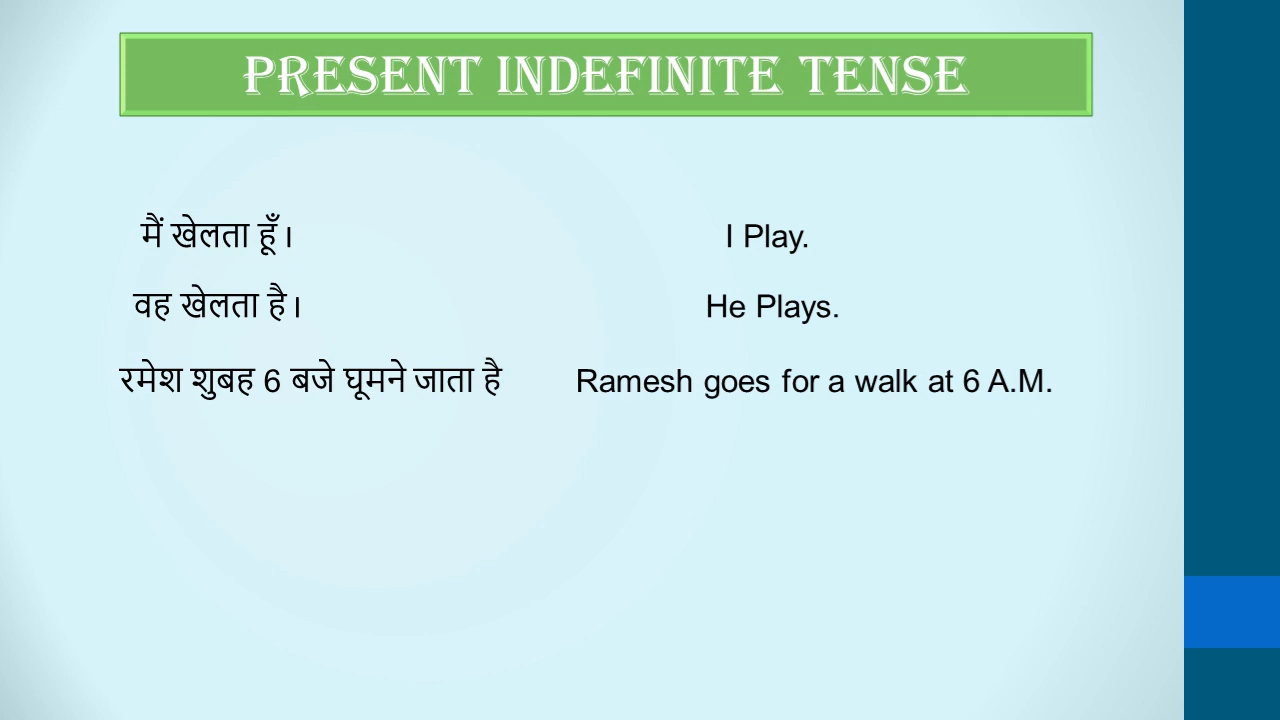 PRESENT INDEFINITE TENSE
मैं खेलता हूँ। I Play.
वह खेलता है। He Plays.
रमेश शुबह 6 बजे घूमने जाता है Ramesh goes for a walk at 6 A.M.